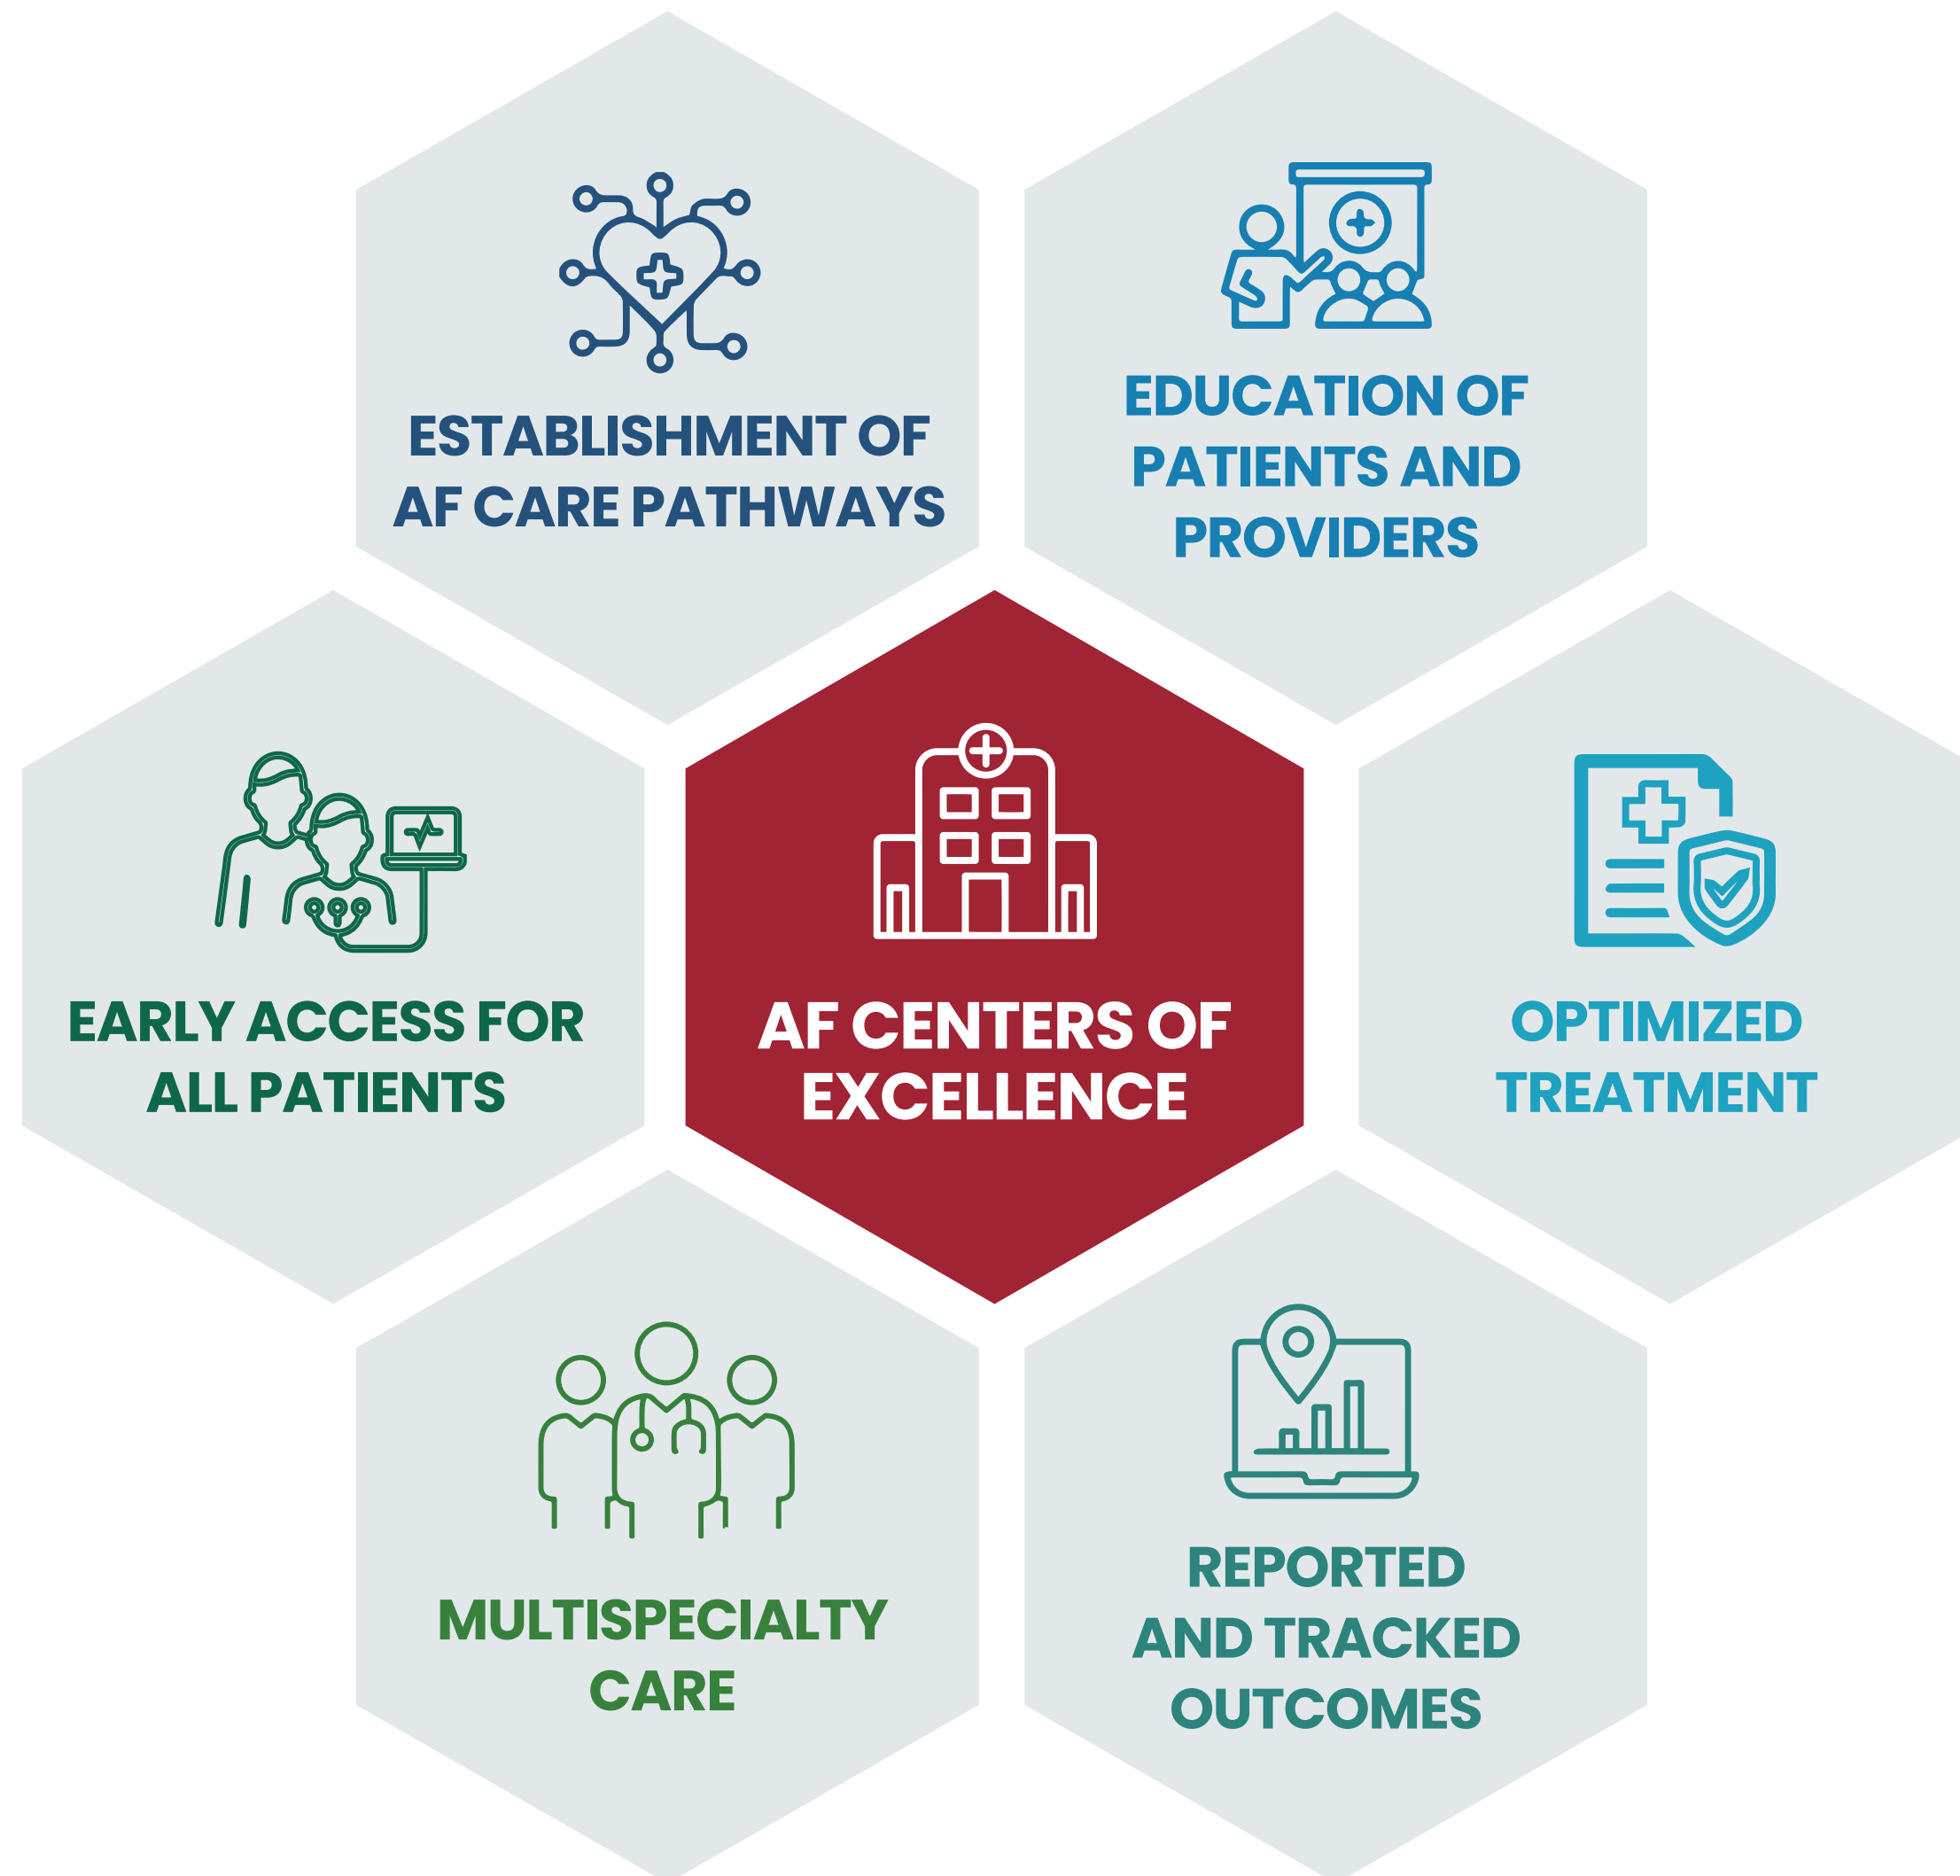 ESTABLISHMENT OF
AF CARE PATHWAYS
EDUCATION OF
PATIENTS AND
PROVIDERS
EARLY ACCESS FOR
ALL PATIENTS
AF CENTERS OF
EXCELLENCE
OPTIMIZED
TREATMENT
MULTISPECIALTY
CARE
REPORTED
AND TRACKED
OUTCOMES